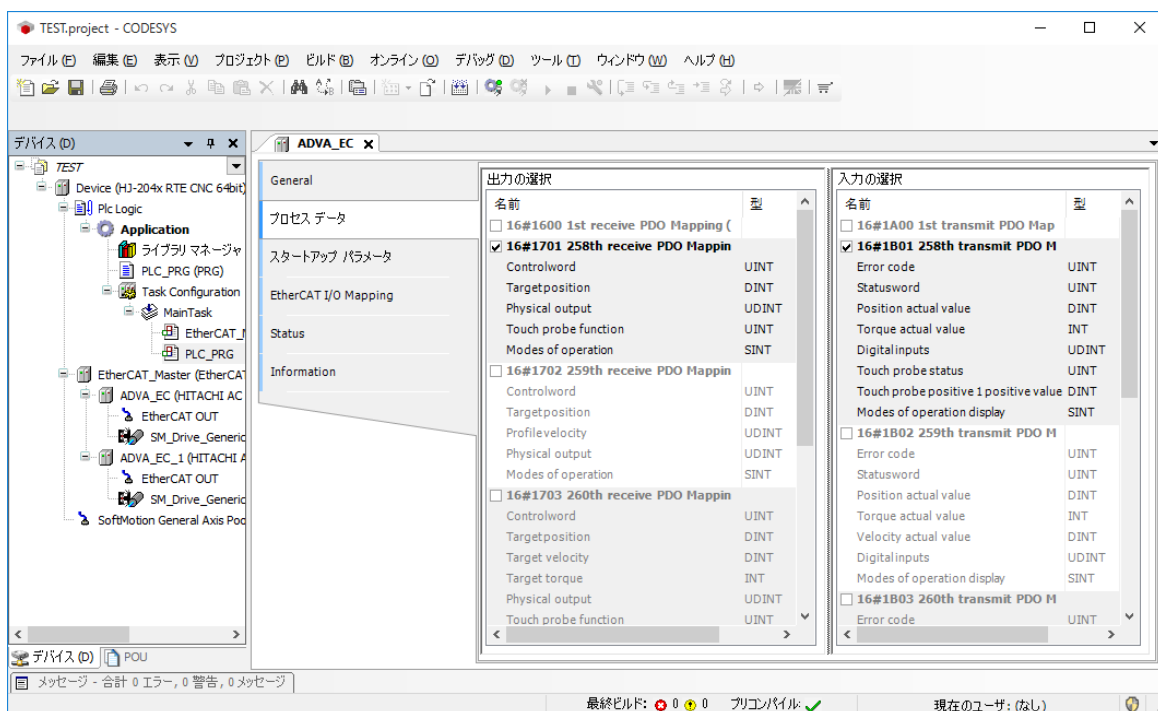 TEST.project - CODESYS
ファイル(F) 編集(E) 表示(V) プロジェクト(P) ビルド(B) オンライン(O) デバッグ(D) ツール(T) ウィンドウ(W) ヘルプ(H)
デバイス(D)
TEST
Device (HJ-204x RTE CNC 64bit)
Plc Logic
Application
ライブラリ マネージャ
PLC_PRG (PRG)
Task Configuration
MainTask
EtherCAT_M
PLC_PRG
EtherCAT_Master (EtherCAT
ADVA_EC (HITACHI AC
EtherCAT OUT
SM_Drive_Generic
ADVA_EC_1 (HITACHI A
EtherCAT OUT
SM_Drive_Generic
SoftMotion General Axis Poo
デバイス(D) POU
ADVA_EC
General
プロセス データ
スタートアップ パラメータ
EtherCAT I/O Mapping
Status
Information
出力の選択
名前 型
16#1600 1st receive PDO Mapping (
16#1701 258th receive PDO Mappin
Controlword UINT
Targetposition DINT
Physical output UDINT
Touch probe function UINT
Modes of operation SINT
16#1702 259th receive PDO Mappin
Controlword UINT
Targetposition DINT
Profilevelocity UDINT
Physical output UDINT
Modes of operation SINT
16#1703 260th receive PDO Mappin
Controlword UINT
Targetposition DINT
Target velocity DINT
Target torque INT
Physical output UDINT
Touch probe function UINT
入力の選択
名前 型
16#1A00 1st transmit PDO Map
16#1B01 258th transmit PDO M
Error code UINT
Statusword UINT
Position actual value DINT
Torque actual value INT
Digitalinputs UDINT
Touch probe status UINT
Touch probe positive 1 positive value DINT
Modes of operation display SINT
16#1B02 259th transmit PDO M
Error code UINT
Statusword UINT
Position actual value DINT
Torque actual value INT
Velocity actual value DINT
Digitalinputs UDINT
Modes of operation display SINT
16#1B03 260th transmit PDO M
Error code UINT
メッセージ - 合計 0 エラー, 0 警告, 0 メッセージ
最終ビルド: 0 0 プリコンパイル: 現在のユーザ: (なし)